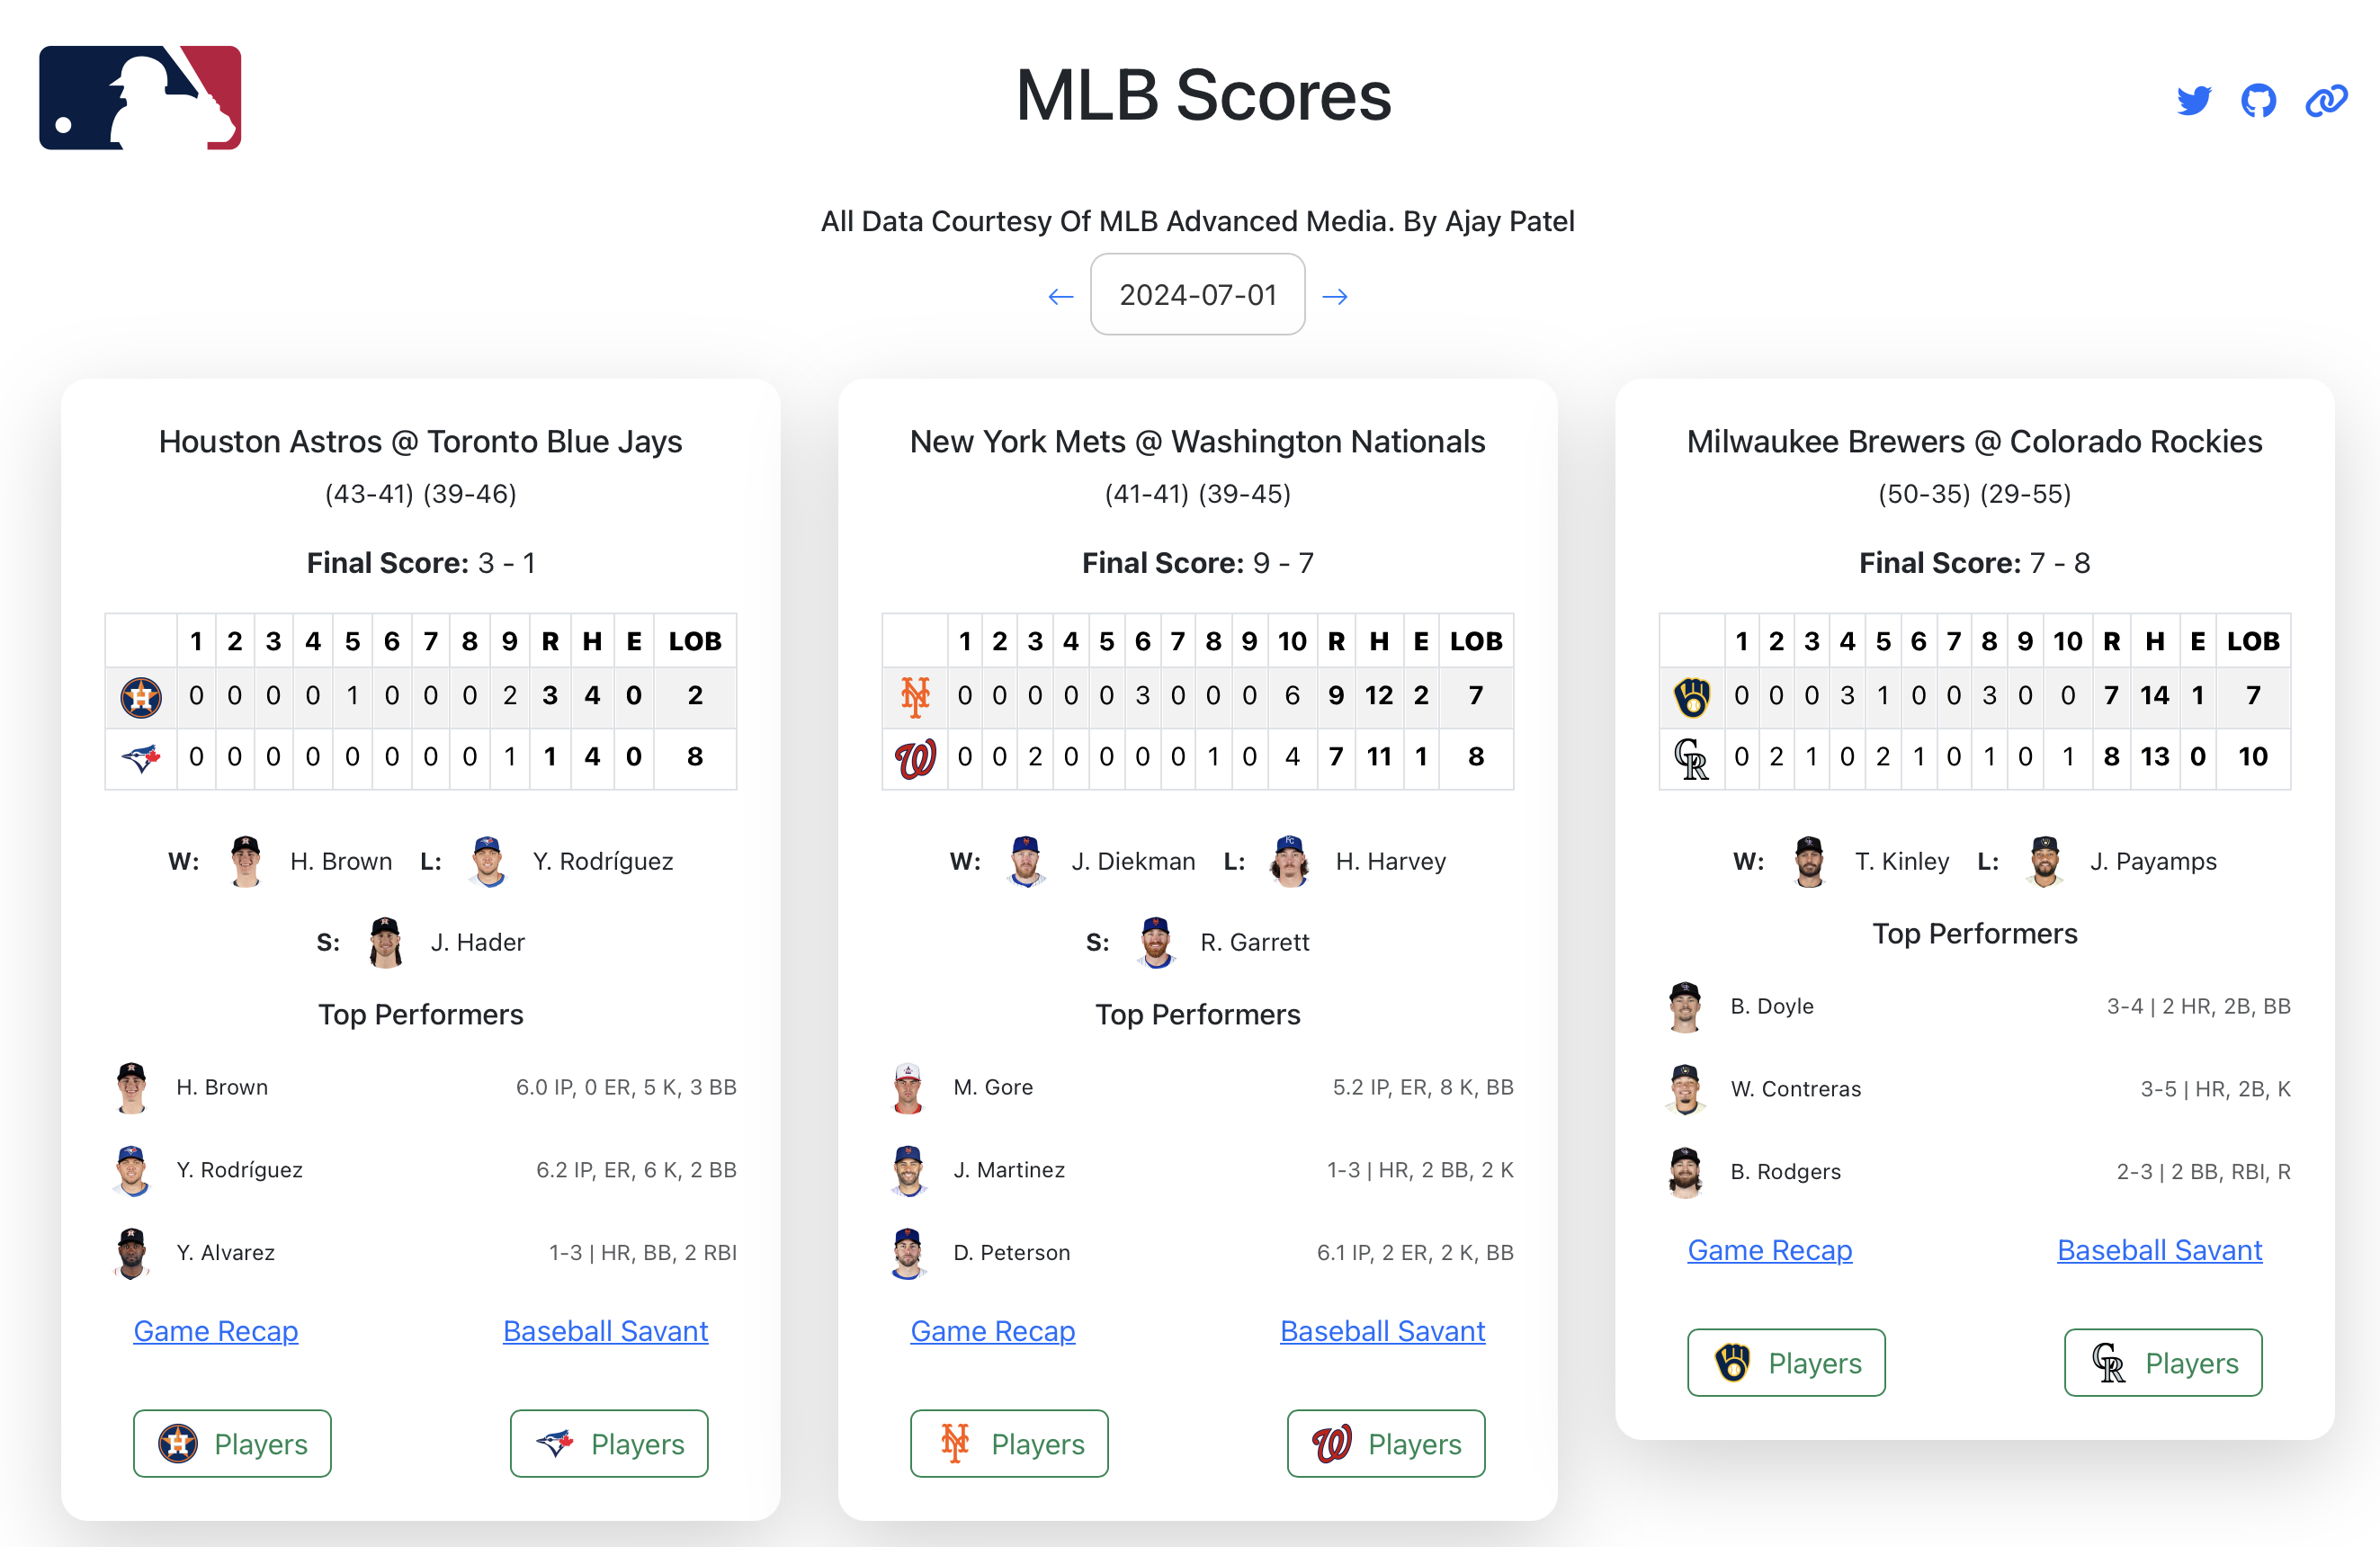 MLB Scores
All Data Courtesy Of MLB Advanced Media. By Ajay Patel
← 2024-07-01 →
Houston Astros @ Toronto Blue Jays
(43-41) (39-46)
Final Score: 3 - 1
1 2 3 4 5 6 7 8 9 R H E LOB
0 0 0 0 1 0 0 0 2 3 4 0 2
0 0 0 0 0 0 0 0 1 1 4 0 8
W: H. Brown L: Y. Rodríguez
S: J. Hader
Top Performers
H. Brown 6.0 IP, 0 ER, 5 K, 3 BB
Y. Rodríguez 6.2 IP, ER, 6 K, 2 BB
Y. Alvarez 1-3 | HR, BB, 2 RBI
Game Recap Baseball Savant
Players Players
New York Mets @ Washington Nationals
(41-41) (39-45)
Final Score: 9 - 7
1 2 3 4 5 6 7 8 9 10 R H E LOB
0 0 0 0 0 3 0 0 0 6 9 12 2 7
0 0 2 0 0 0 0 1 0 4 7 11 1 8
W: J. Diekman L: H. Harvey
S: R. Garrett
Top Performers
M. Gore 5.2 IP, ER, 8 K, BB
J. Martinez 1-3 | HR, 2 BB, 2 K
D. Peterson 6.1 IP, 2 ER, 2 K, BB
Game Recap Baseball Savant
Players Players
Milwaukee Brewers @ Colorado Rockies
(50-35) (29-55)
Final Score: 7 - 8
1 2 3 4 5 6 7 8 9 10 R H E LOB
0 0 0 3 1 0 0 3 0 0 7 14 1 7
0 2 1 0 2 1 0 1 0 1 8 13 0 10
W: T. Kinley L: J. Payamps
Top Performers
B. Doyle 3-4 | 2 HR, 2B, BB
W. Contreras 3-5 | HR, 2B, K
B. Rodgers 2-3 | 2 BB, RBI, R
Game Recap Baseball Savant
Players Players